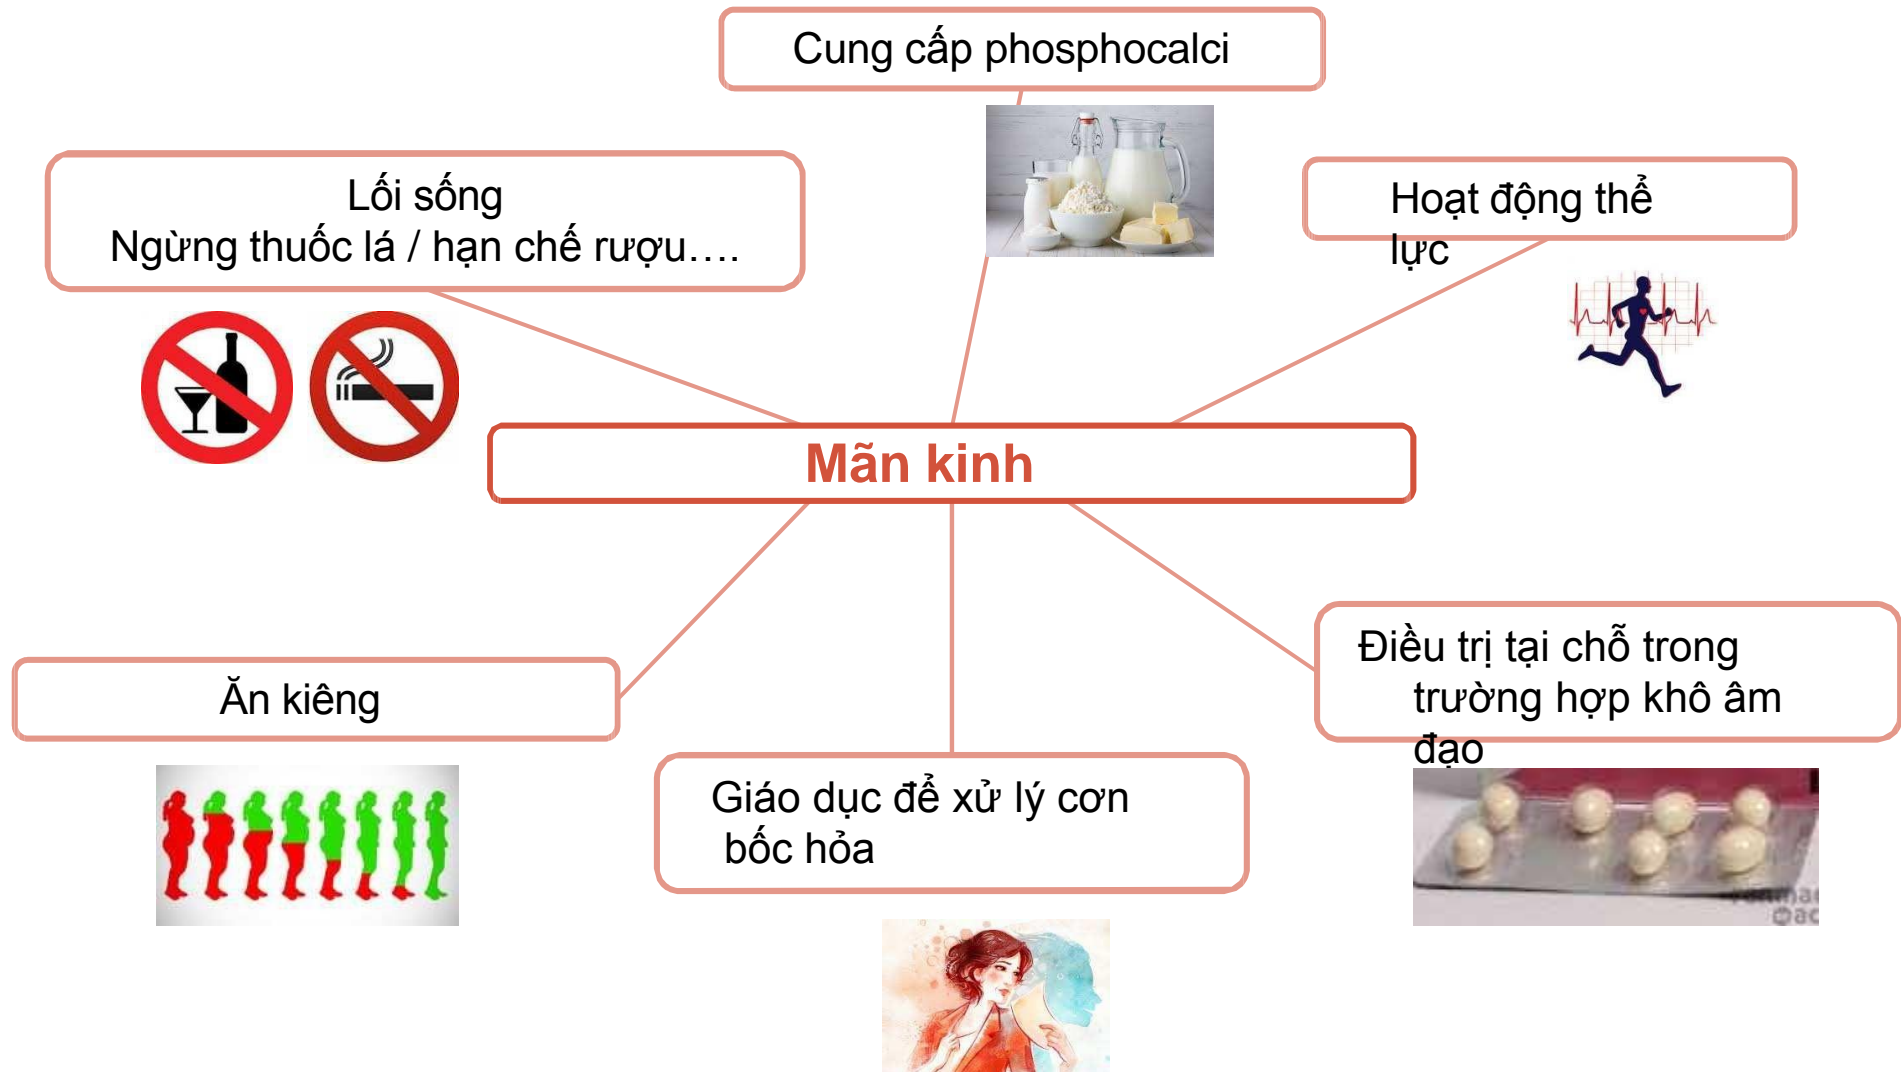 Cung cấp phosphocalci
Lối sống
Ngừng thuốc lá / hạn chế rượu….
Hoạt động thể
lực
Mãn kinh
Ăn kiêng
Giáo dục để xử lý cơn
bốc hỏa
Điều trị tại chỗ trong
trường hợp khô âm
đạo